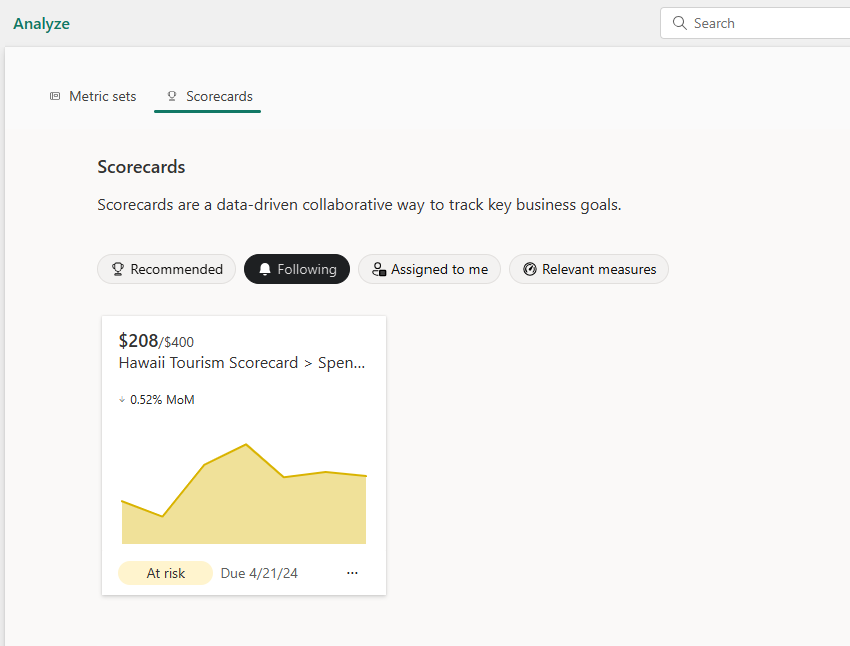 Analyze
Search
Metric sets
Scorecards
Scorecards
Scorecards are a data-driven collaborative way to track key business goals.
Recommended
Following
Assigned to me
Relevant measures
$208/$400
Hawaii Tourism Scorecard > Spen...
↓ 0.52% MoM
At risk
Due 4/21/24
...